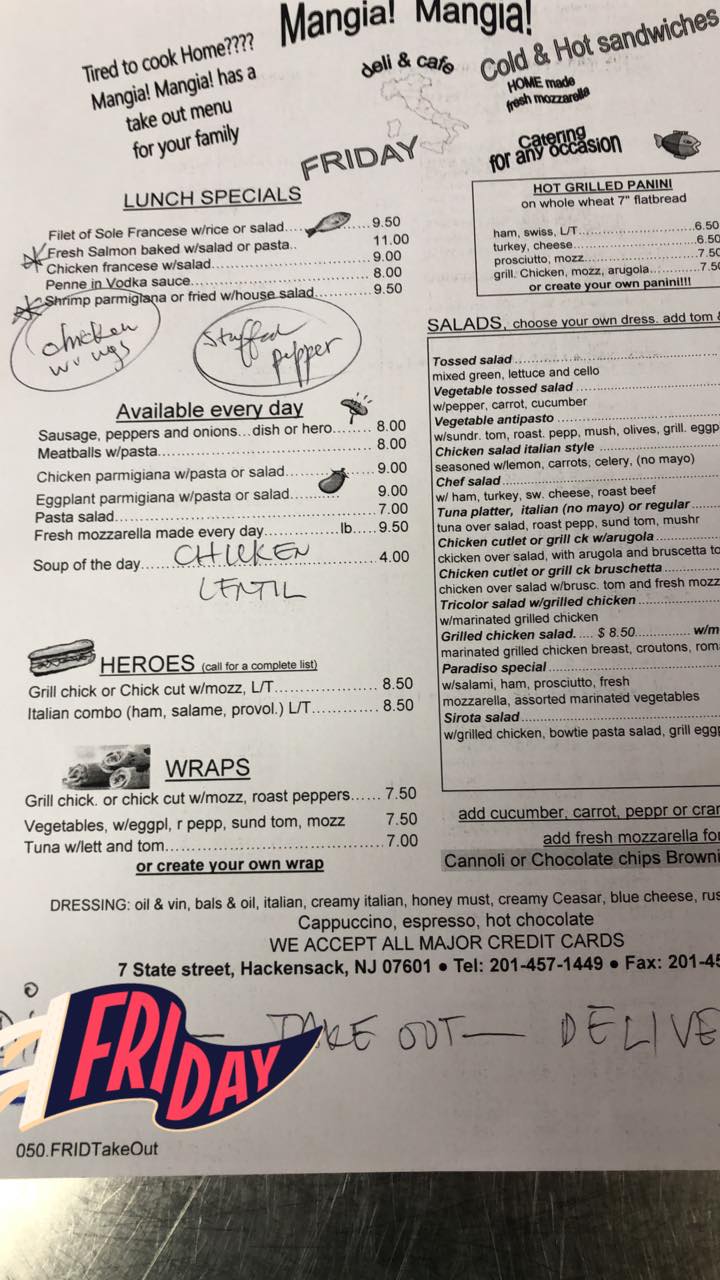 Mangia! Mangia!
Tired to cook Home????
Mangia! Mangia! has a
take out menu
for your family
deli & cafe
Cold & Hot sandwiches
HOME made
fresh mozzarella
Catering
for any occasion
FRIDAY
LUNCH SPECIALS
Filet of Sole Francese w/rice or salad.... 9.50
Fresh Salmon baked w/salad or pasta.. 11.00
Chicken francese w/salad................... 9.00
Penne in Vodka sauce....................... 8.00
Shrimp parmigiana or fried w/house salad.... 9.50
chicken
wings
Stuffed
pepper
Available every day
Sausage, peppers and onions...dish or hero....... 8.00
Meatballs w/pasta........................ 8.00
Chicken parmigiana w/pasta or salad..... 9.00
Eggplant parmigiana w/pasta or salad..... 9.00
Pasta salad........................ 7.00
Fresh mozzarella made every day.............lb... 9.50
Soup of the day.... CHICKEN 4.00
LENTIL
HEROES (call for a complete list)
Grill chick or Chick cut w/mozz, L/T.................. 8.50
Italian combo (ham, salame, provol.) L/T............ 8.50
WRAPS
Grill chick. or chick cut w/mozz, roast peppers...... 7.50
Vegetables, w/eggpl, r pepp, sund tom, mozz 7.50
Tuna w/lett and tom........................ 7.00
or create your own wrap
HOT GRILLED PANINI
on whole wheat 7" flatbread
ham, swiss, L/T........................6.50
turkey, cheese........................6.50
prosciutto, mozz........................7.50
grill. Chicken, mozz, arugola............7.50
or create your own panini!!!
SALADS, choose your own dress. add tom &
Tossed salad
mixed green, lettuce and cello
Vegetable tossed salad
w/pepper, carrot, cucumber
Vegetable antipasto
w/sundr. tom, roast. pepp, mush, olives, grill. eggp
Chicken salad italian style
seasoned w/lemon, carrots, celery, (no mayo)
Chef salad
w/ ham, turkey, sw. cheese, roast beef
Tuna platter, italian (no mayo) or regular
tuna over salad, roast pepp, sund tom, mushr
Chicken cutlet or grill ck w/arugola
ckicken over salad, with arugola and bruscetta to
Chicken cutlet or grill ck bruschetta
chicken over salad w/brusc. tom and fresh mozz
Tricolor salad w/grilled chicken
w/marinated grilled chicken
Grilled chicken salad. .... $ 8.50............... w/m
marinated grilled chicken breast, croutons, rom
Paradiso special
w/salami, ham, prosciutto, fresh
mozzarella, assorted marinated vegetables
Sirota salad
w/grilled chicken, bowtie pasta salad, grill eggp
add cucumber, carrot, peppr or cran
add fresh mozzarella for
Cannoli or Chocolate chips Browni
DRESSING: oil & vin, bals & oil, italian, creamy italian, honey must, creamy Ceasar, blue cheese, rus
Cappuccino, espresso, hot chocolate
WE ACCEPT ALL MAJOR CREDIT CARDS
7 State street, Hackensack, NJ 07601 ● Tel: 201-457-1449 ● Fax: 201-45
TAKE OUT — DELIVE
FRIDAY
050.FRIDTakeOut